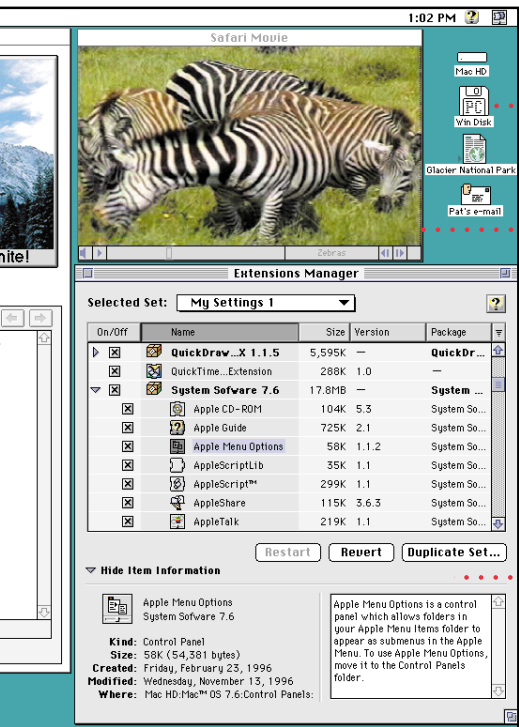 1:02 PM
Safari Movie
Mac HD
PC
Win Disk
Glacier National Park
Pat's e-mail
nite!
Zebras
Extensions Manager
Selected Set: My Settings 1
On/Off Name Size Version Package
QuickDraw...X 1.1.5 5,595K — QuickDr...
QuickTime...Extension 288K 1.0 —
System Sofware 7.6 17.8MB — System ...
Apple CD-ROM 104K 5.3 System So...
Apple Guide 725K 2.1 System So...
Apple Menu Options 58K 1.1.2 System So...
AppleScriptLib 35K 1.1 System So...
AppleScript™ 299K 1.1 System So...
AppleShare 115K 3.6.3 System So...
AppleTalk 219K 1.1 System So...
Restart Revert Duplicate Set...
Hide Item Information
Apple Menu Options
System Sofware 7.6
Kind: Control Panel
Size: 58K (54,381 bytes)
Created: Friday, February 23, 1996
Modified: Wednesday, November 13, 1996
Where: Mac HD:Mac™ OS 7.6:Control Panels:
Apple Menu Options is a control
panel which allows folders in
your Apple Menu Items folder to
appear as submenus in the Apple
Menu. To use Apple Menu Options,
move it to the Control Panels
folder.